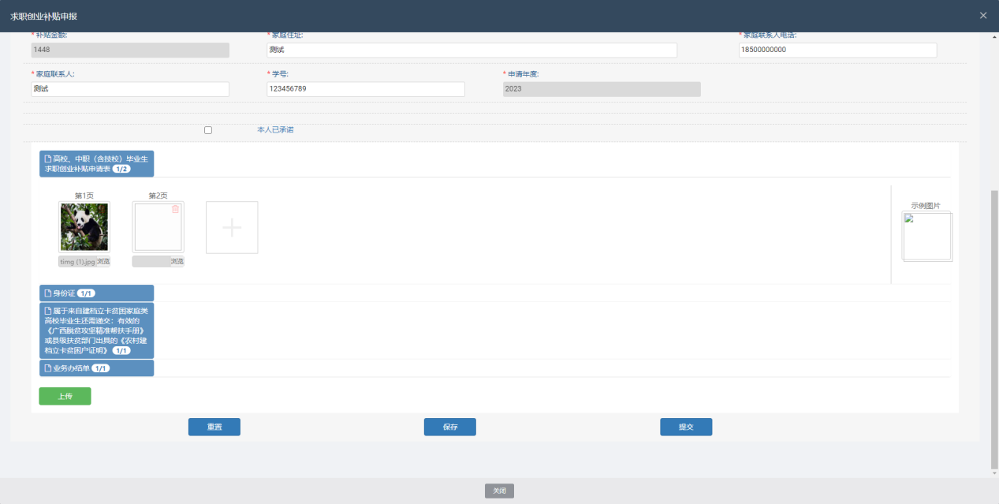 求职创业补贴申报
* 补贴金额:
* 家庭住址:
* 家庭联系人电话:
1448
测试
18500000000
* 家庭联系人:
* 学号:
* 申请年度:
测试
123456789
2023
本人已承诺
高校、中职（含技校）毕业生
求职创业补贴申请表 1/2
第1页
第2页
示例图片
timg (1).jpg 浏览
浏览
身份证 1/1
属于来自建档立卡贫困家庭类
高校毕业生还需递交：有效的
《广西脱贫攻坚精准帮扶手册》
或县级扶贫部门出具的《农村建
档立卡贫困户证明》 1/1
业务办结单 1/1
上传
重置
保存
提交
关闭